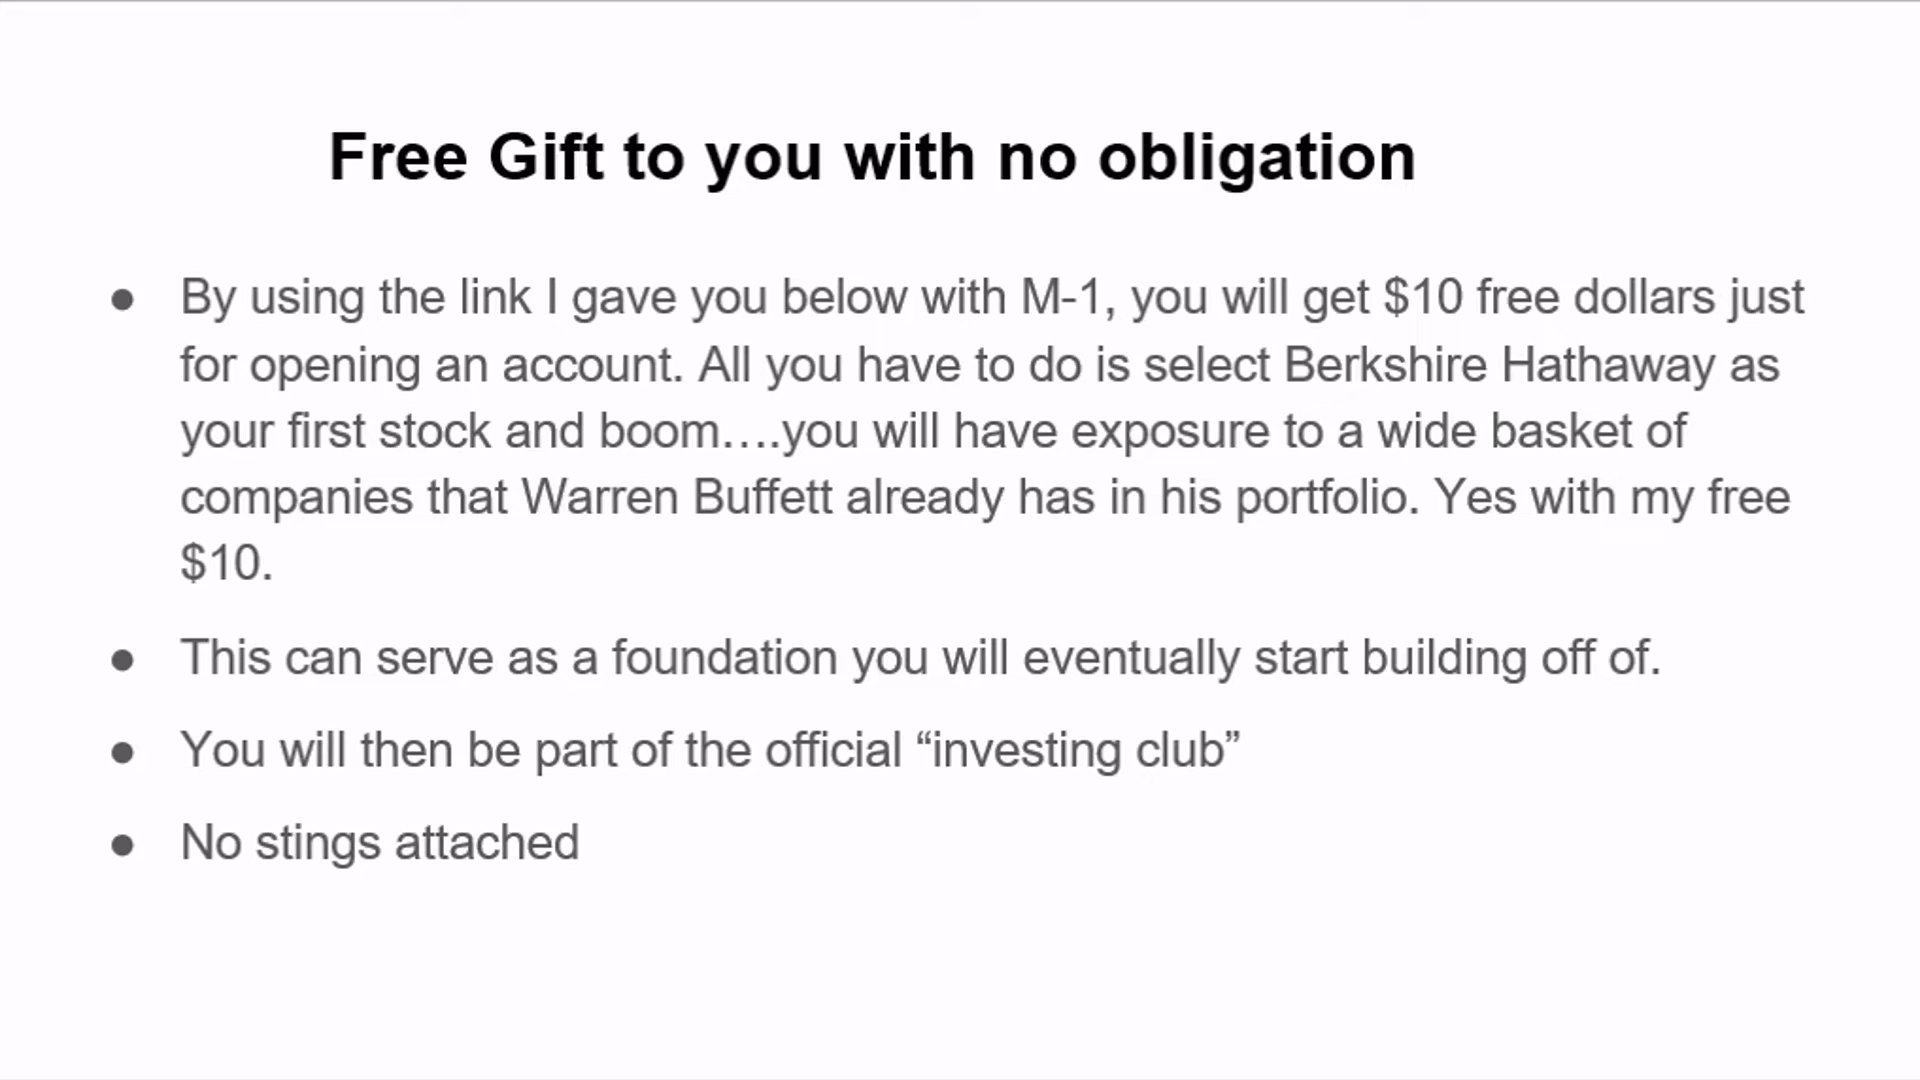 Free Gift to you with no obligation
● By using the link I gave you below with M-1, you will get $10 free dollars just
for opening an account. All you have to do is select Berkshire Hathaway as
your first stock and boom….you will have exposure to a wide basket of
companies that Warren Buffett already has in his portfolio. Yes with my free
$10.
● This can serve as a foundation you will eventually start building off of.
● You will then be part of the official “investing club”
● No stings attached